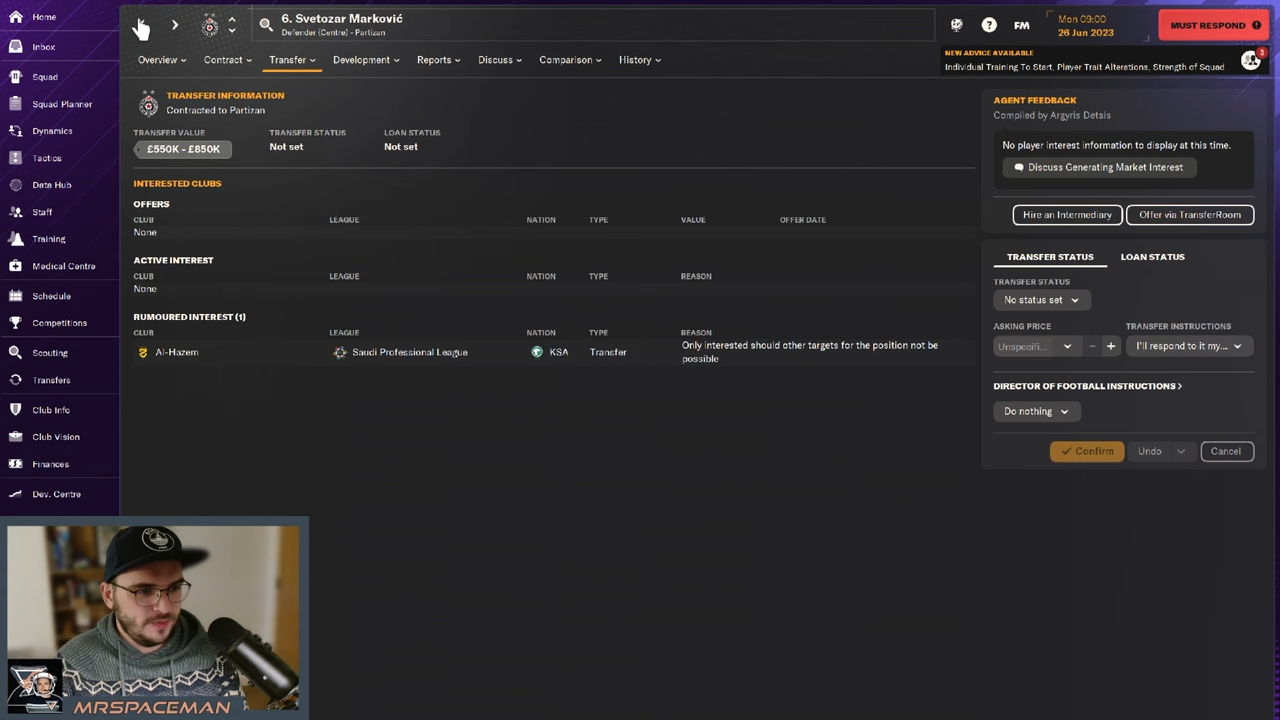 Home
Inbox
Squad
Squad Planner
Dynamics
Tactics
Data Hub
Staff
Training
Medical Centre
Schedule
Competitions
Scouting
Transfers
Club Info
Club Vision
Finances
Dev. Centre
6. Svetozar Marković
Defender (Centre) - Partizan
FM
Mon 09:00
26 Jun 2023
MUST RESPOND
Overview
Contract
Transfer
Development
Reports
Discuss
Comparison
History
NEW ADVICE AVAILABLE
Individual Training To Start, Player Trait Alterations, Strength of Squad
3
TRANSFER INFORMATION
Contracted to Partizan
TRANSFER VALUE TRANSFER STATUS LOAN STATUS
£550K - £850K Not set Not set
INTERESTED CLUBS
OFFERS
CLUB LEAGUE NATION TYPE VALUE OFFER DATE
None
ACTIVE INTEREST
CLUB LEAGUE NATION TYPE REASON
None
RUMOURED INTEREST (1)
CLUB LEAGUE NATION TYPE REASON
Al-Hazem Saudi Professional League KSA Transfer Only interested should other targets for the position not be
possible
AGENT FEEDBACK
Compiled by Argyris Detsis
No player interest information to display at this time.
Discuss Generating Market Interest
Hire an Intermediary Offer via TransferRoom
TRANSFER STATUS LOAN STATUS
TRANSFER STATUS
No status set
ASKING PRICE TRANSFER INSTRUCTIONS
Unspecifi... I'll respond to it my...
DIRECTOR OF FOOTBALL INSTRUCTIONS >
Do nothing
Confirm Undo Cancel
MRSPACEMAN